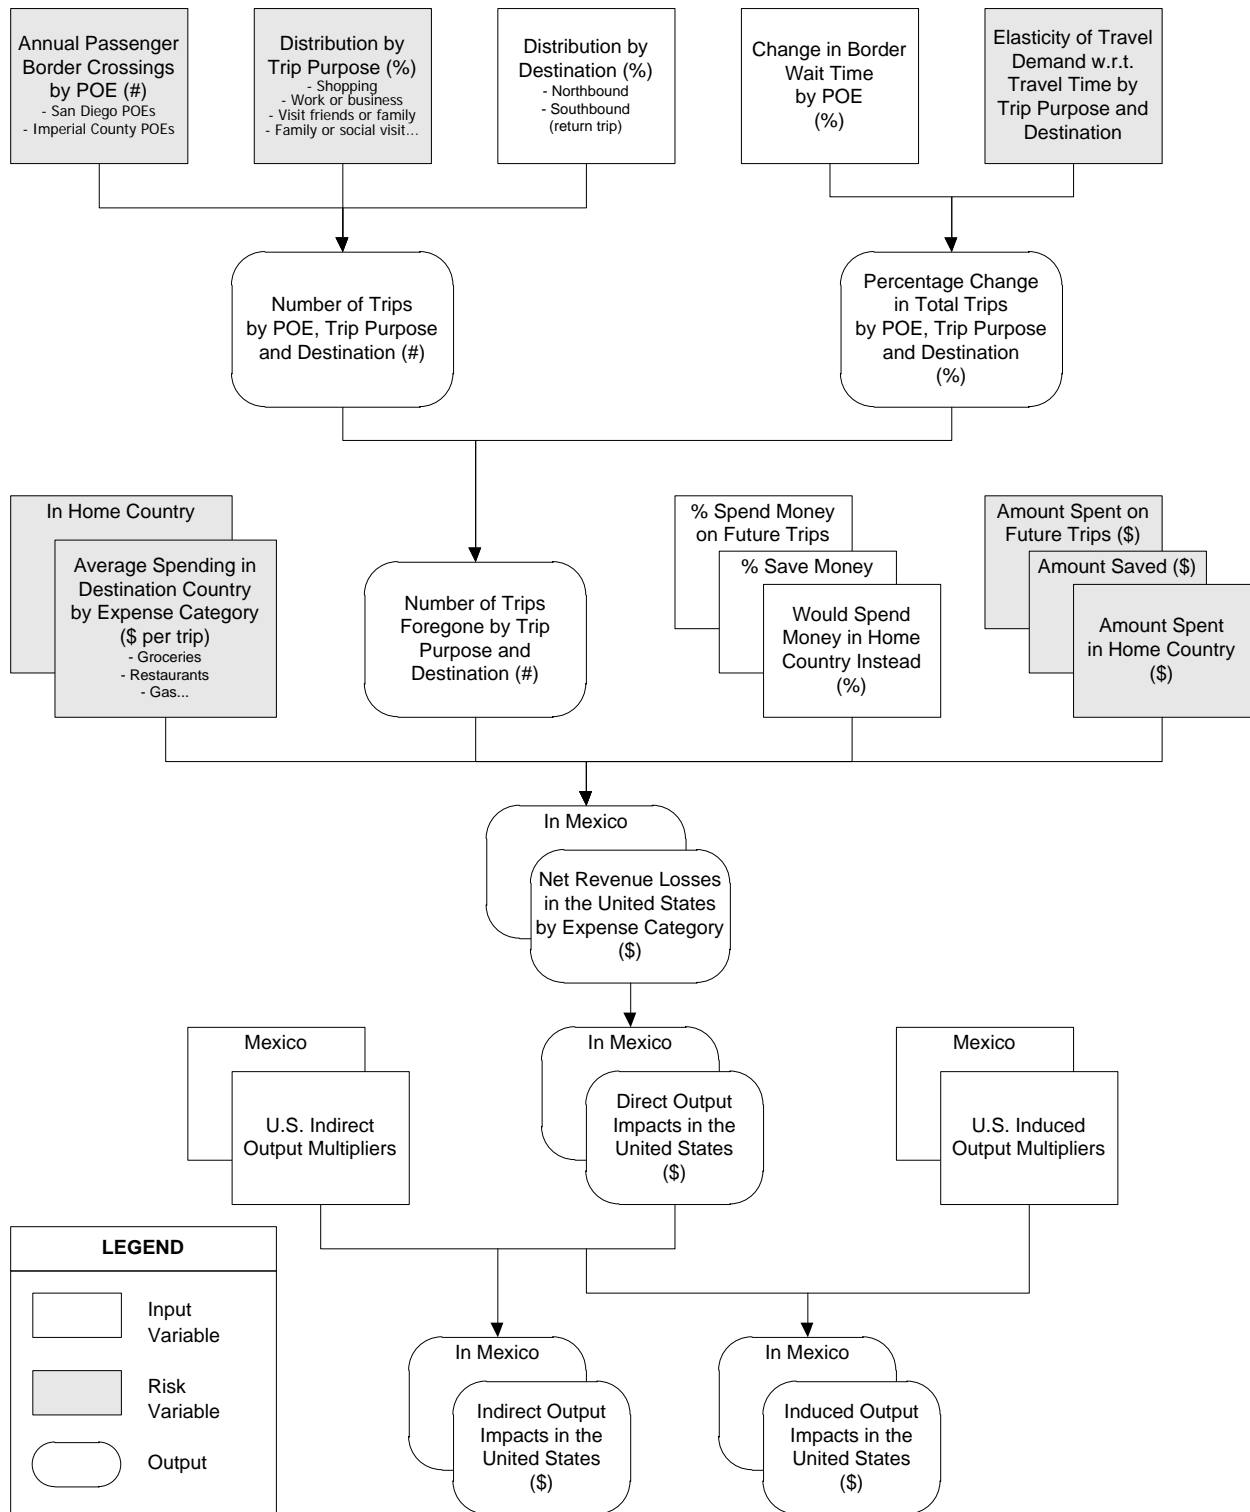 Annual Passenger
Border Crossings
by POE (#)
- San Diego POEs
- Imperial County POEs
Distribution by
Trip Purpose (%)
- Shopping
- Work or business
- Visit friends or family
- Family or social visit...
Distribution by
Destination (%)
- Northbound
- Southbound
(return trip)
Change in Border
Wait Time
by POE
(%)
Elasticity of Travel
Demand w.r.t.
Travel Time by
Trip Purpose and
Destination
Number of Trips
by POE, Trip Purpose
and Destination (#)
Percentage Change
in Total Trips
by POE, Trip Purpose
and Destination
(%)
In Home Country
Average Spending in
Destination Country
by Expense Category
($ per trip)
- Groceries
- Restaurants
- Gas...
Number of Trips
Foregone by Trip
Purpose and
Destination (#)
% Spend Money
on Future Trips
% Save Money
Would Spend
Money in Home
Country Instead
(%)
Amount Spent on
Future Trips ($)
Amount Saved ($)
Amount Spent
in Home Country
($)
In Mexico
Net Revenue Losses
in the United States
by Expense Category
($)
Mexico
U.S. Indirect
Output Multipliers
In Mexico
Direct Output
Impacts in the
United States
($)
Mexico
U.S. Induced
Output Multipliers
LEGEND
Input
Variable
Risk
Variable
Output
In Mexico
Indirect Output
Impacts in the
United States
($)
In Mexico
Induced Output
Impacts in the
United States
($)